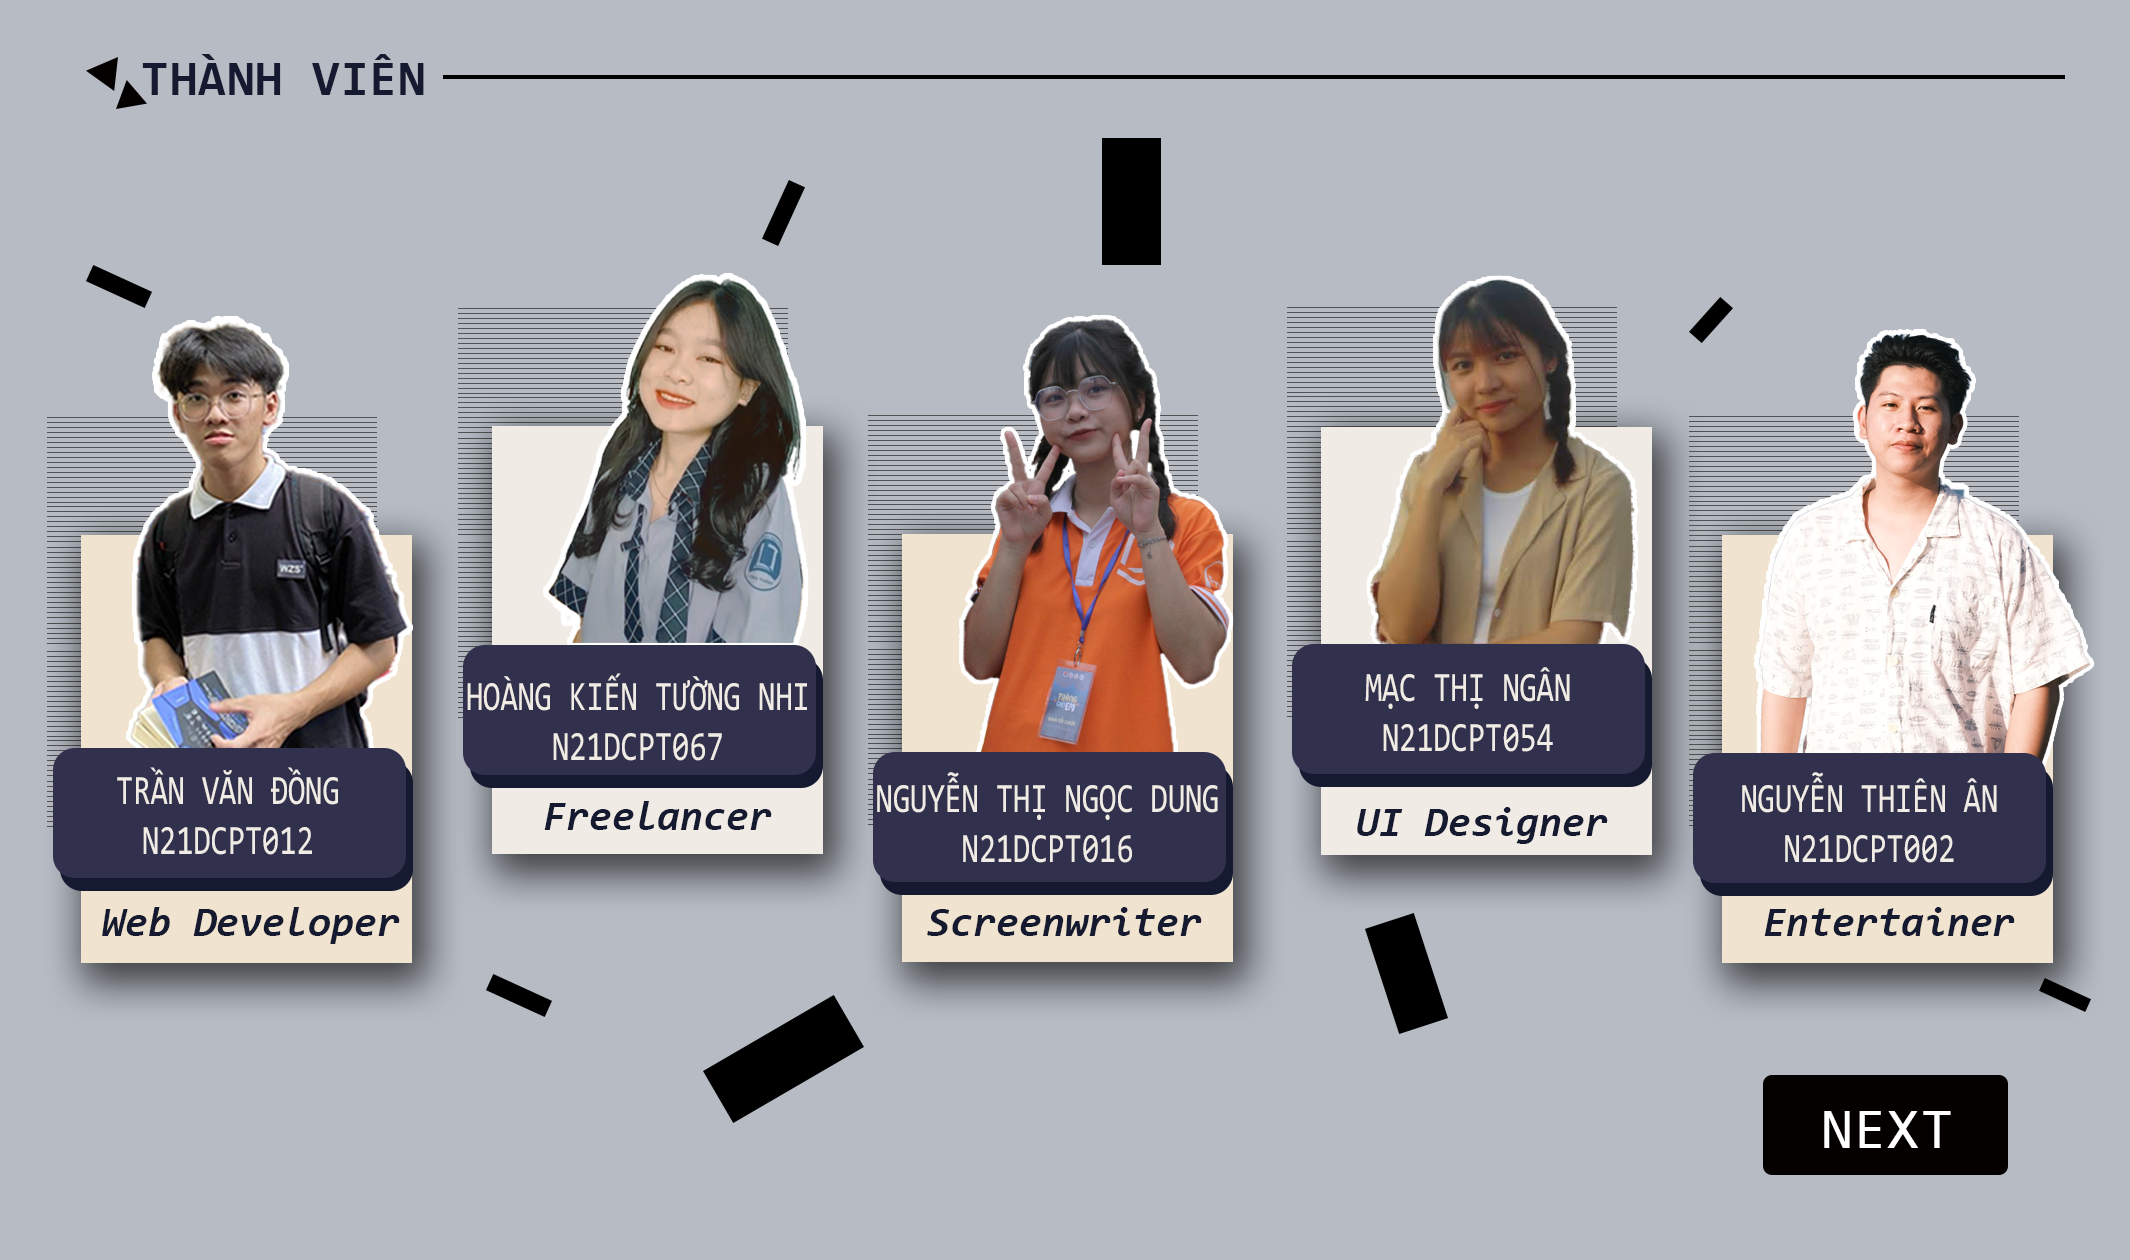 THÀNH VIÊN
WZS
TRẦN VĂN ĐỒNG
N21DCPT012
Web Developer
HOÀNG KIẾN TƯỜNG NHI
N21DCPT067
Freelancer
NGUYỄN THỊ NGỌC DUNG
N21DCPT016
Screenwriter
MẠC THỊ NGÂN
N21DCPT054
UI Designer
NGUYỄN THIÊN ÂN
N21DCPT002
Entertainer
NEXT